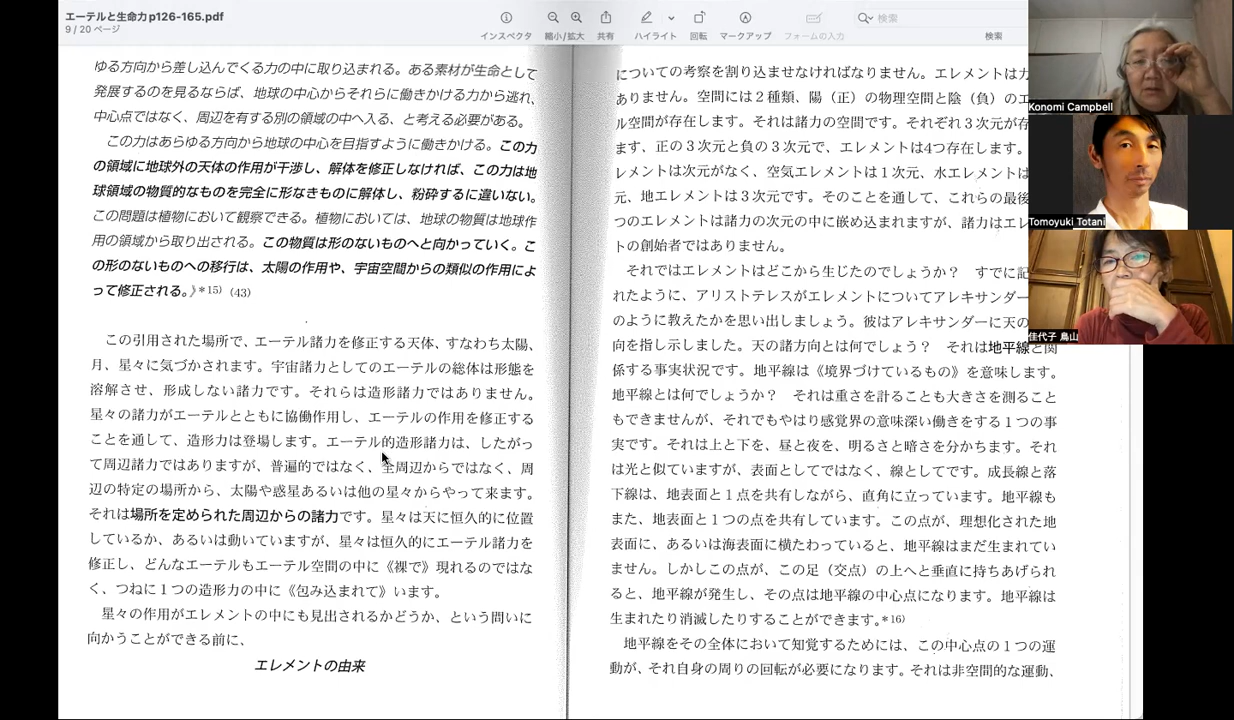 エーテルと生命力p126-165.pdf
9 / 20 ページ
インスペクタ
縮小/拡大
共有
ハイライト
回転
マークアップ
フォームの入力
検索
検索
ゆる方向から差し込んでくる力の中に取り込まれる。ある素材が生命として
発展するのを見るならば、地球の中心からそれらに働きかける力から逃れ、
中心点ではなく、周辺を有する別の領域の中へ入る、と考える必要がある。
この力はあらゆる方向から地球の中心を目指すように働きかける。この力
の領域に地球外の天体の作用が干渉し、解体を修正しなければ、この力は地
球領域の物質的なものを完全に形なきものに解体し、粉砕するに違いない。
この問題は植物において観察できる。植物においては、地球の物質は地球作
用の領域から取り出される。この物質は形のないものへと向かっていく。こ
の形のないものへの移行は、太陽の作用や、宇宙空間からの類似の作用によ
って修正される。》*15) (43)
この引用された場所で、エーテル諸力を修正する天体、すなわち太陽、
月、星々に気づかされます。宇宙諸力としてのエーテルの総体は形態を
溶解させ、形成しない諸力です。それらは造形諸力ではありません。
星々の諸力がエーテルとともに協働作用し、エーテルの作用を修正する
ことを通して、造形力は登場します。エーテル的造形諸力は、したがっ
て周辺諸力ではありますが、普遍的ではなく、全周辺からではなく、周
辺の特定の場所から、太陽や惑星あるいは他の星々からやって来ます。
それは場所を定められた周辺からの諸力です。星々は天に恒久的に位置
しているか、あるいは動いていますが、星々は恒久的にエーテル諸力を
修正し、どんなエーテルもエーテル空間の中に《裸で》現れるのではな
く、つねに１つの造形力の中に《包み込まれて》います。
星々の作用がエレメントの中にも見出されるかどうか、という問いに
向かうことができる前に、
エレメントの由来
についての考察を割り込ませなければなりません。エレメントは力
ありません。空間には２種類、陽（正）の物理空間と陰（負）のエ
ル空間が存在します。それは諸力の空間です。それぞれ３次元が存
ます、正の３次元と負の３次元で、エレメントは4つ存在します。
レメントは次元がなく、空気エレメントは１次元、水エレメントは
元、地エレメントは３次元です。そのことを通して、これらの最後
つのエレメントは諸力の次元の中に嵌め込まれますが、諸力はエレ
トの創始者ではありません。
それではエレメントはどこから生じたのでしょうか？ すでに記
れたように、アリストテレスがエレメントについてアレキサンダー
のように教えたかを思い出しましょう。彼はアレキサンダーに天の
向を指し示しました。天の諸方向とは何でしょう？ それは地平線と関
係する事実状況です。地平線は《境界づけているもの》を意味します。
地平線とは何でしょうか？ それは重さを計ることも大きさを測ること
もできませんが、それでもやはり感覚界の意味深い働きをする１つの事
実です。それは上と下を、昼と夜を、明るさと暗さを分かちます。それ
は光と似ていますが、表面としてではなく、線としてです。成長線と落
下線は、地表面と１点を共有しながら、直角に立っています。地平線も
また、地表面と１つの点を共有しています。この点が、理想化された地
表面に、あるいは海表面に横たわっていると、地平線はまだ生まれてい
ません。しかしこの点が、この足（交点）の上へと垂直に持ちあげられ
ると、地平線が発生し、その点は地平線の中心点になります。地平線は
生まれたり消滅したりすることができます。*16)
地平線をその全体において知覚するためには、この中心点の１つの運
動が、それ自身の周りの回転が必要になります。それは非空間的な運動、
Konomi Campbell
Tomoyuki Totani
佳代子 鳥山